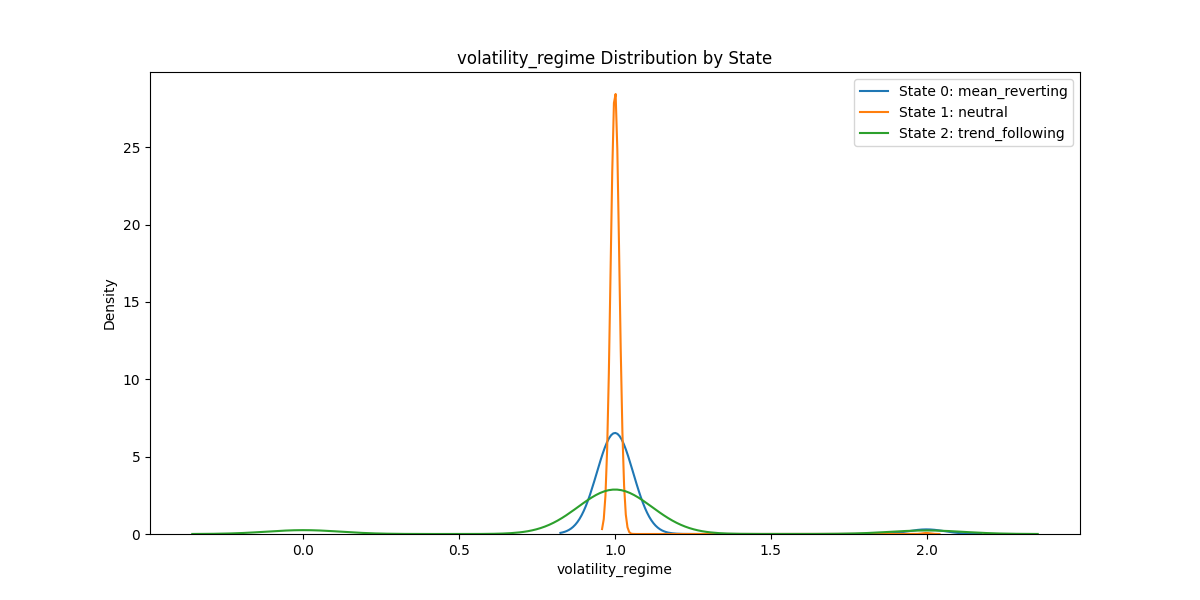 volatility_regime Distribution by State
State 0: mean_reverting
State 1: neutral
State 2: trend_following
Density
25
20
15
10
5
0
0.0 0.5 1.0 1.5 2.0
volatility_regime